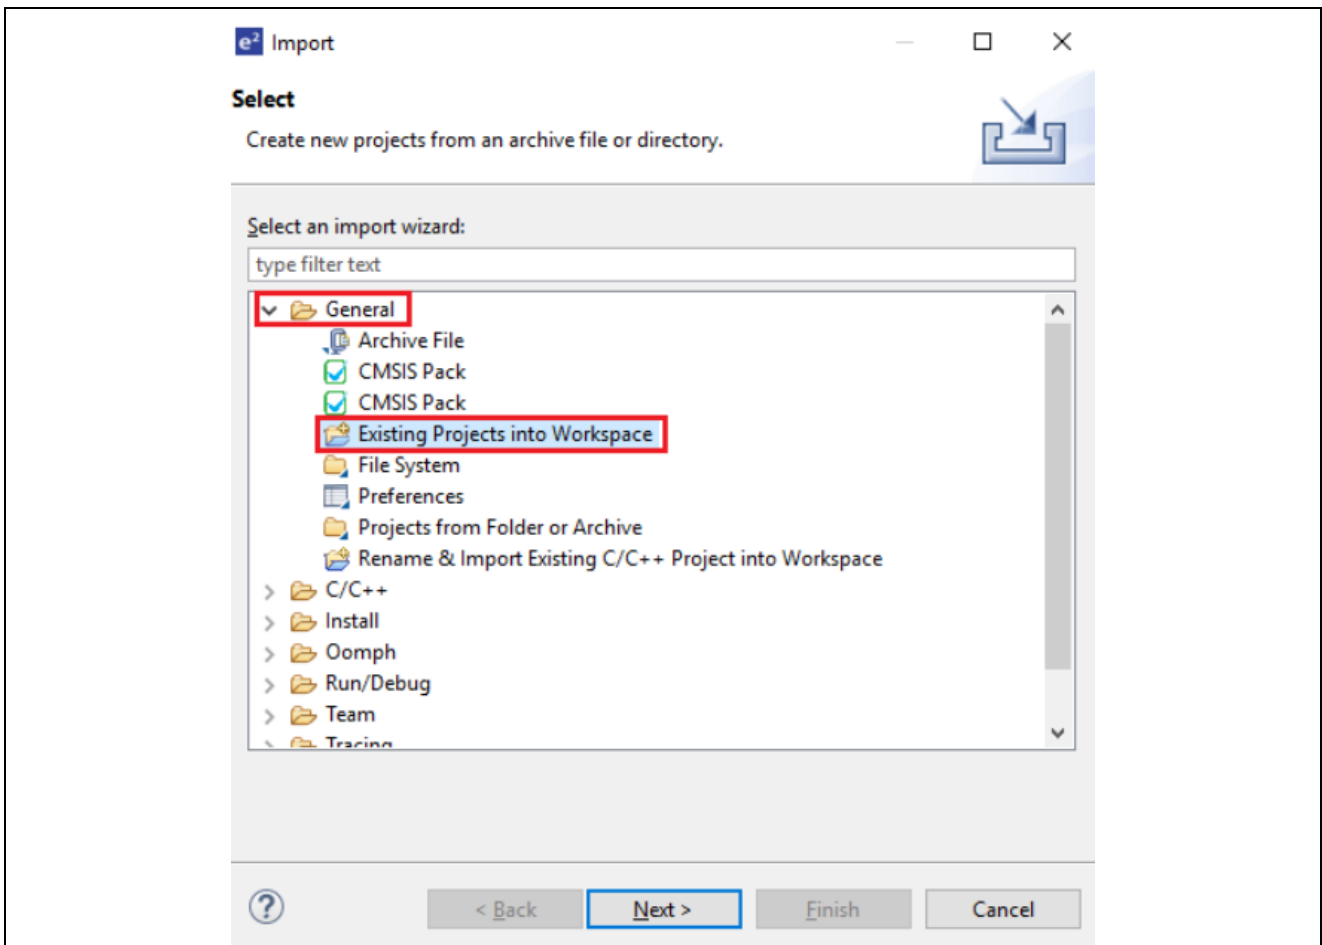 e² Import
Select
Create new projects from an archive file or directory.
Select an import wizard:
type filter text
General
Archive File
CMSIS Pack
CMSIS Pack
Existing Projects into Workspace
File System
Preferences
Projects from Folder or Archive
Rename & Import Existing C/C++ Project into Workspace
C/C++
Install
Oomph
Run/Debug
Team
Tracing
? < Back Next > Finish Cancel